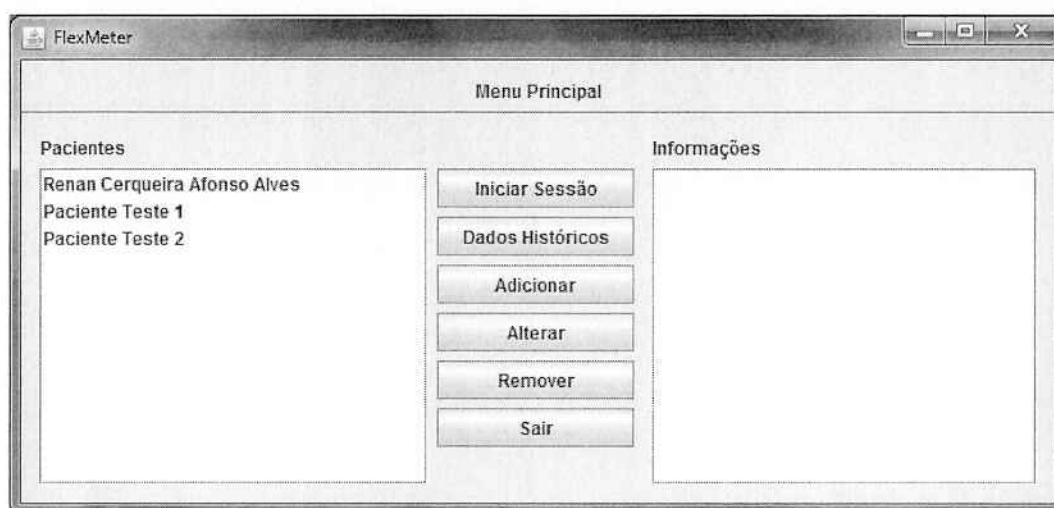 FlexMeter
Menu Principal
Pacientes
Renan Cerqueira Afonso Alves
Paciente Teste 1
Paciente Teste 2
Iniciar Sessão
Dados Históricos
Adicionar
Alterar
Remover
Sair
Informações